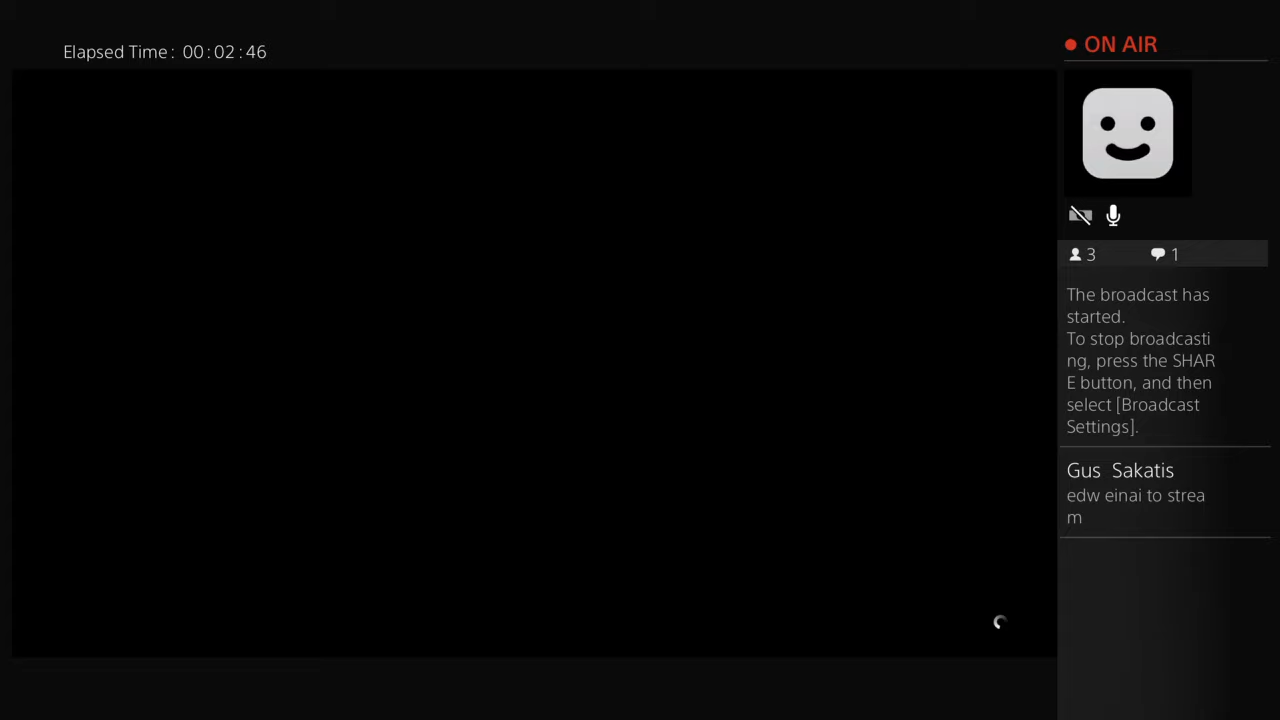 Elapsed Time: 00:02:46
ON AIR
3 1
The broadcast has
started.
To stop broadcasti
ng, press the SHAR
E button, and then
select [Broadcast
Settings].
Gus Sakatis
edw einai to strea
m